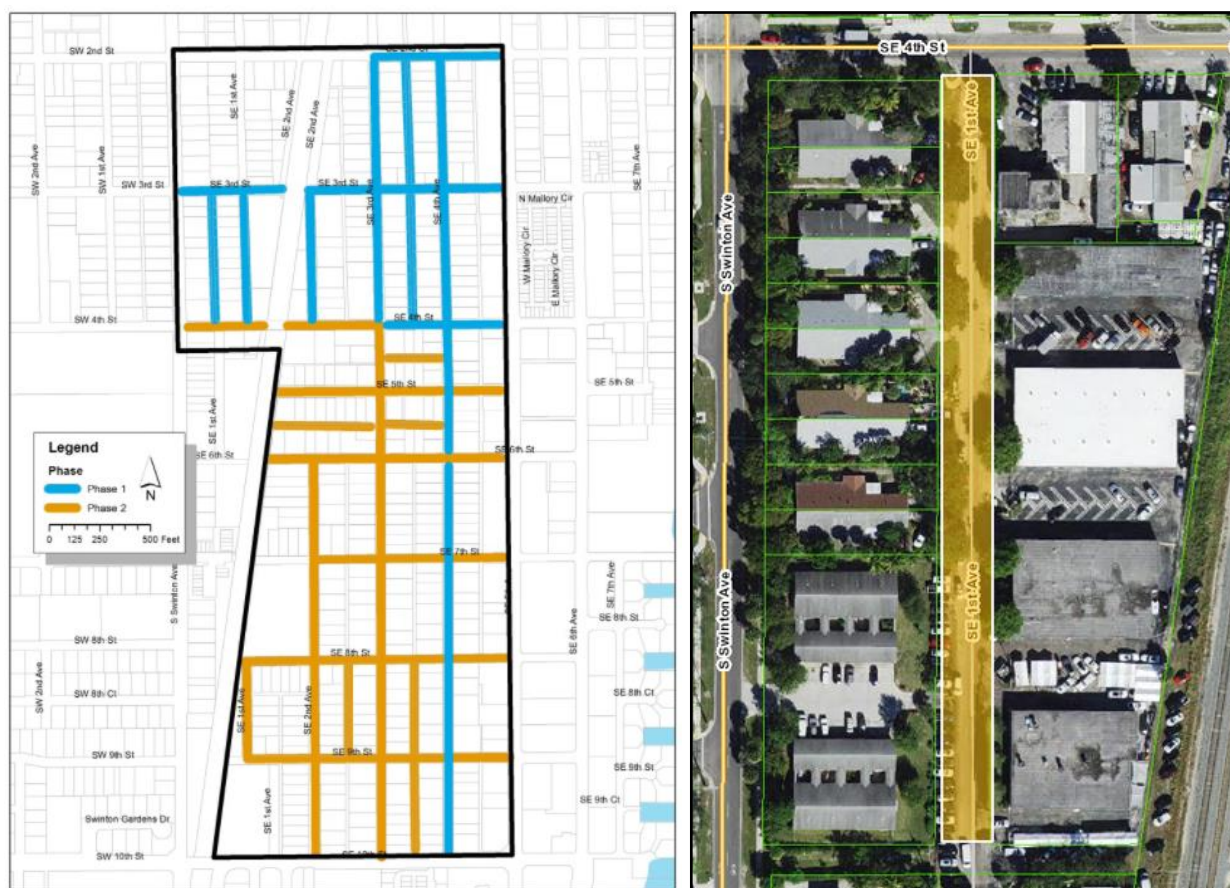 SW 2nd St
SE 2nd Ct
SE 1st Ave
SE 2nd Ave
SE 2nd Ave
SW 2nd Ave
SW 1st Ave
SE 7th Ave
SW 3rd St
SE 3rd St
SE 3rd St
SE 3rd Ave
SE 4th Ave
N Mallory Cir
W Mallory Cir
E Mallory Cir
SW 4th St
SE 4th St
SE 5th St
SE 5th St
SE 1st Ave
SE 6th St
SE 6th St
SE 6th St
Legend
Phase
Phase 1
Phase 2
N
0 125 250 500 Feet
SE 7th St
S Swinton Ave
SE 7th Ave
SE 6th Ave
SW 8th St
SE 8th St
SE 8th St
SW 2nd Ave
SW 8th Ct
SE 8th Ct
SE 1st Ave
SE 2nd Ave
SW 9th St
SE 9th St
SE 9th St
SE 1st Ave
SE 9th Ct
Swinton Gardens Dr
SW 10th St
SE 4th St
SE 1st Ave
S Swinton Ave
S Swinton Ave
SE 1st Ave